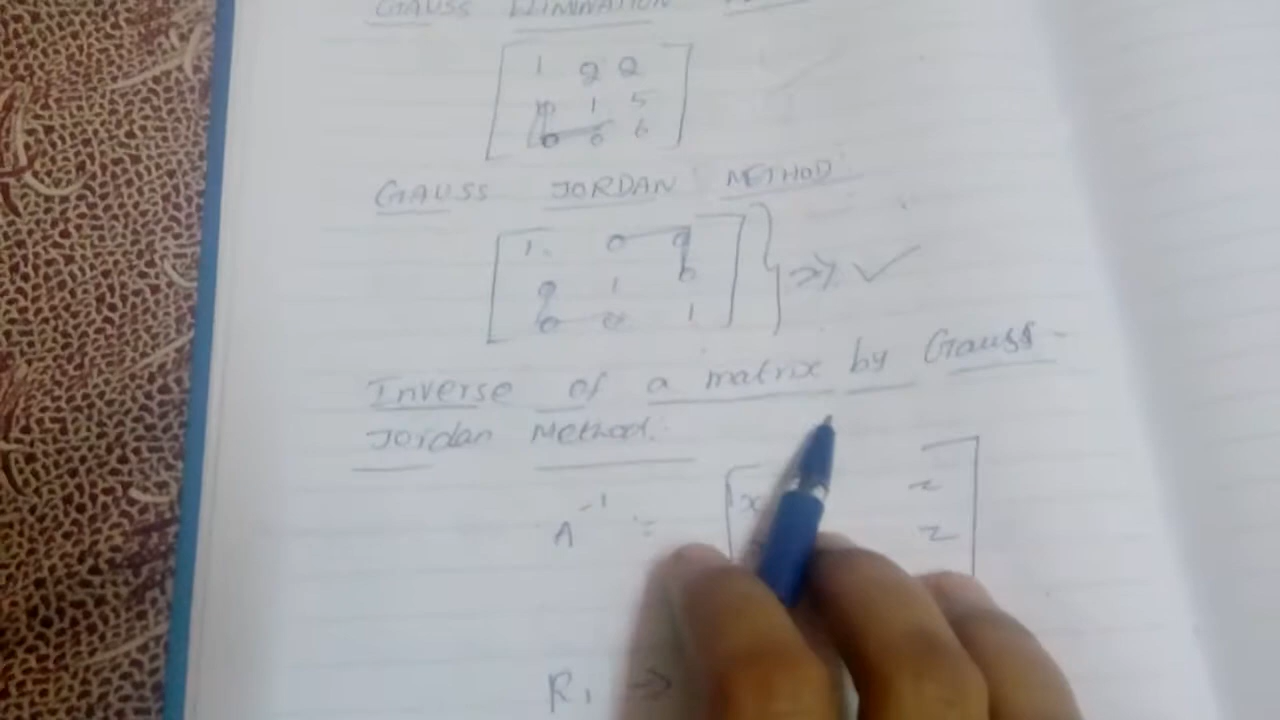 GAUSS ELIMINATION
1 2 2
0 1 5
0 0 6
GAUSS JORDAN METHOD
1. 0 0
0 1 0
0 0 1
Inverse of a matrix by Gauss-
Jordan Method.
A⁻¹ = x z
z
R₁ →